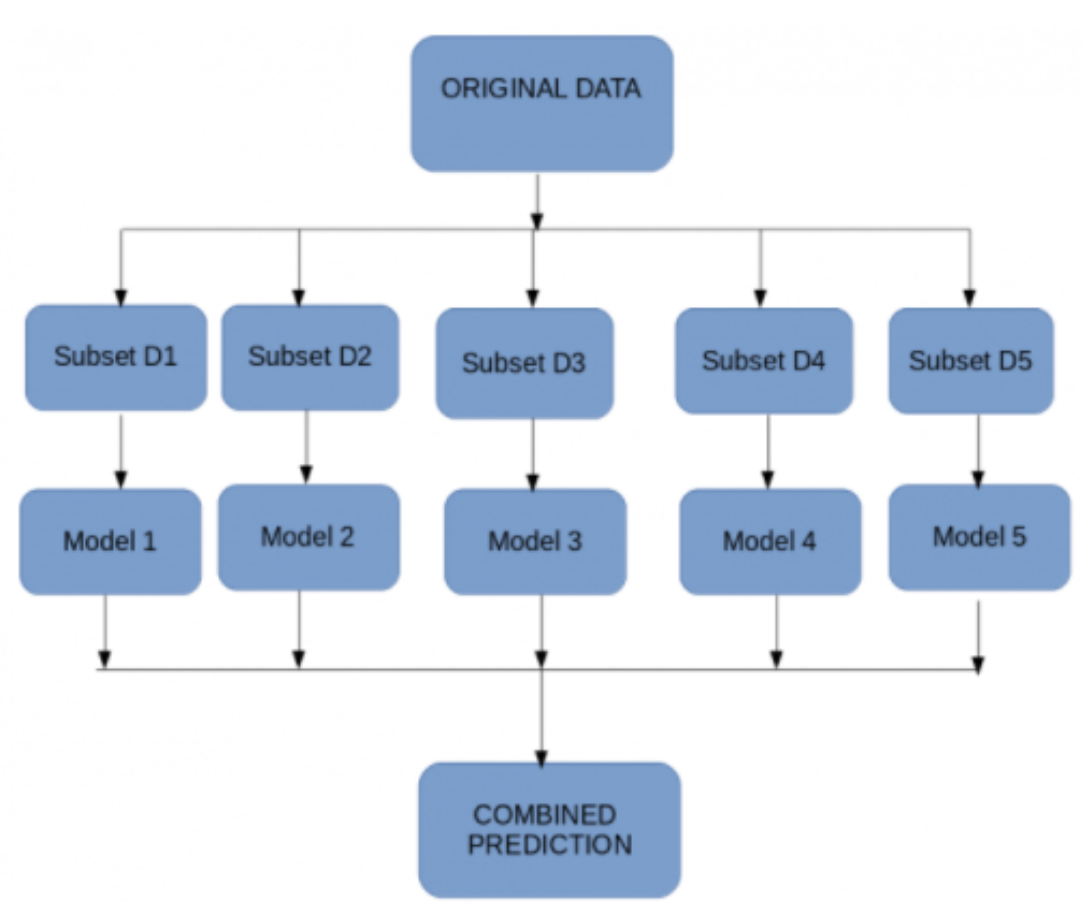 ORIGINAL DATA
Subset D1
Subset D2
Subset D3
Subset D4
Subset D5
Model 1
Model 2
Model 3
Model 4
Model 5
COMBINED
PREDICTION